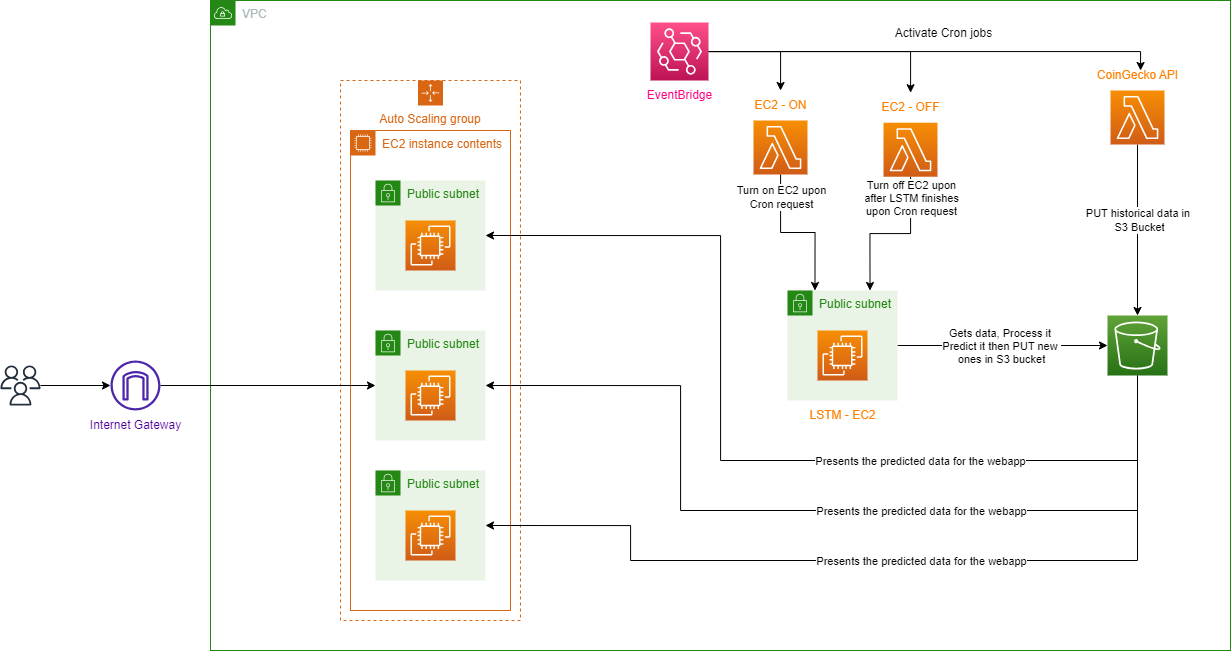 VPC
Activate Cron jobs
EventBridge
CoinGecko API
EC2 - ON
EC2 - OFF
Auto Scaling group
EC2 instance contents
Public subnet
Turn on EC2 upon
Cron request
Turn off EC2 upon
after LSTM finishes
upon Cron request
PUT historical data in
S3 Bucket
Public subnet
Gets data, Process it
Predict it then PUT new
ones in S3 bucket
Public subnet
LSTM - EC2
Internet Gateway
Presents the predicted data for the webapp
Public subnet
Presents the predicted data for the webapp
Presents the predicted data for the webapp